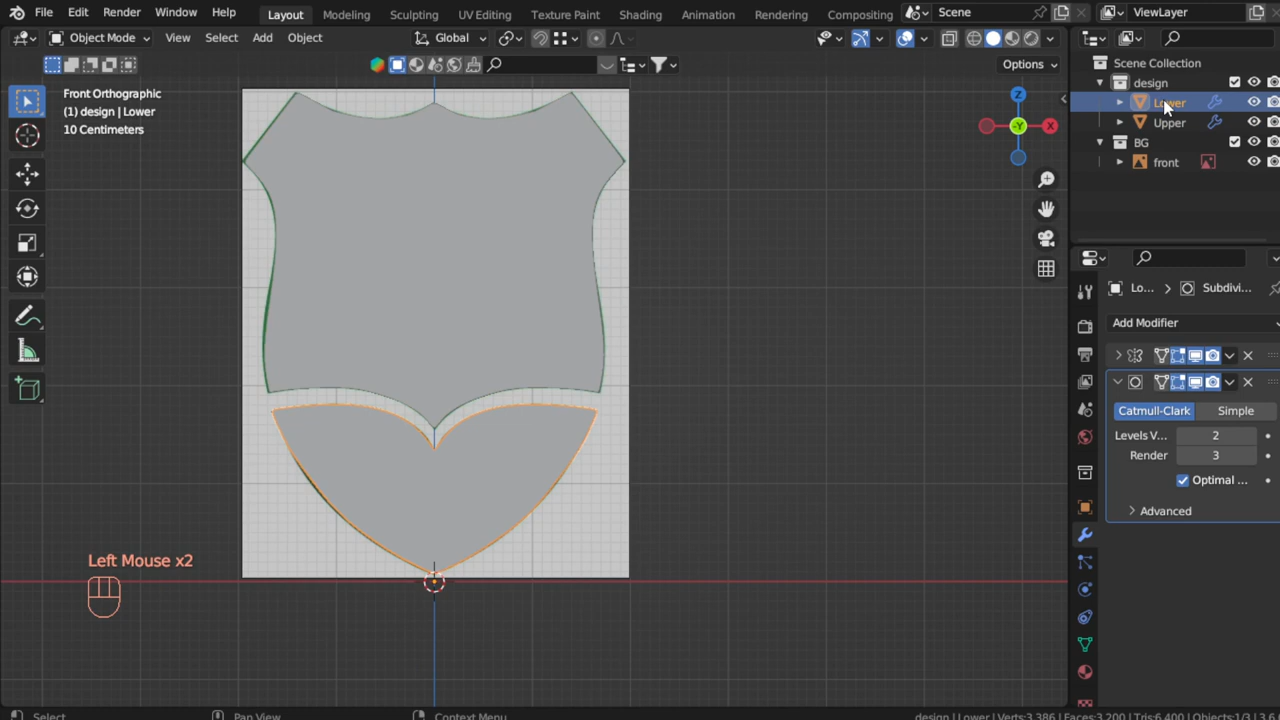 File Edit Render Window Help
Layout Modeling Sculpting UV Editing Texture Paint Shading Animation Rendering Compositing
Scene
ViewLayer
Object Mode View Select Add Object
Global
Options
Front Orthographic
(1) design | Lower
10 Centimeters
Z
-Y
X
Left Mouse x2
Scene Collection
design
Lower
Upper
BG
front
Lo... > Subdivi...
Add Modifier
Catmull-Clark Simple
Levels V... 2
Render 3
Optimal ...
Advanced
Select Pan View Context Menu
design | Lower | Verts:3,386 | Faces:3,200 | Tris:6,400 | Objects:1/3 | 3.6